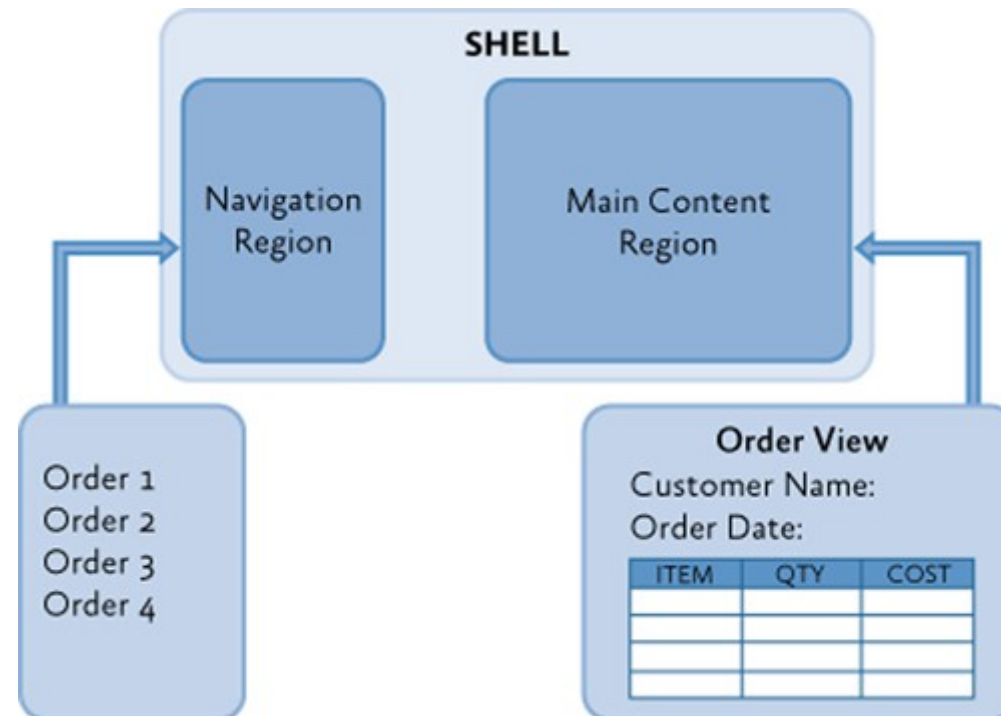 SHELL
Navigation
Region
Main Content
Region
Order 1
Order 2
Order 3
Order 4
Order View
Customer Name:
Order Date:
ITEM QTY COST